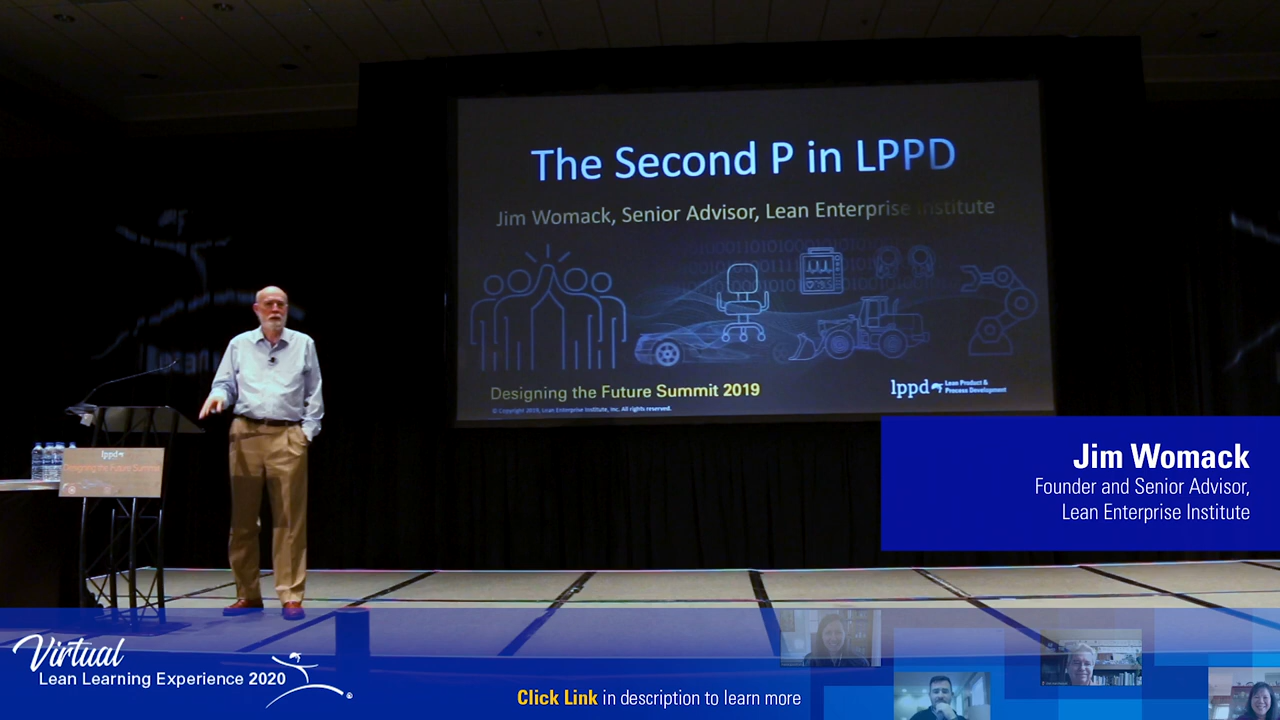 The Second P in LPPD
Jim Womack, Senior Advisor, Lean Enterprise Institute
Designing the Future Summit 2019
© Copyright 2019, Lean Enterprise Institute, Inc. All rights reserved.
lppd
Lean Product &
Process Development
lppd
Designing the Future Summit
Jim Womack
Founder and Senior Advisor,
Lean Enterprise Institute
Virtual
Lean Learning Experience 2020
Click Link in description to learn more